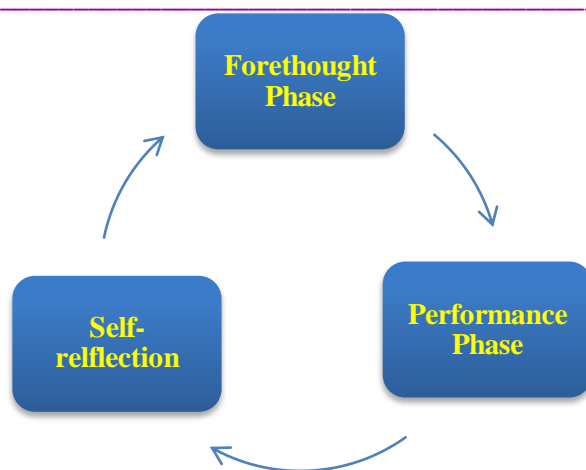 Forethought
Phase
Performance
Phase
Self-
relflection